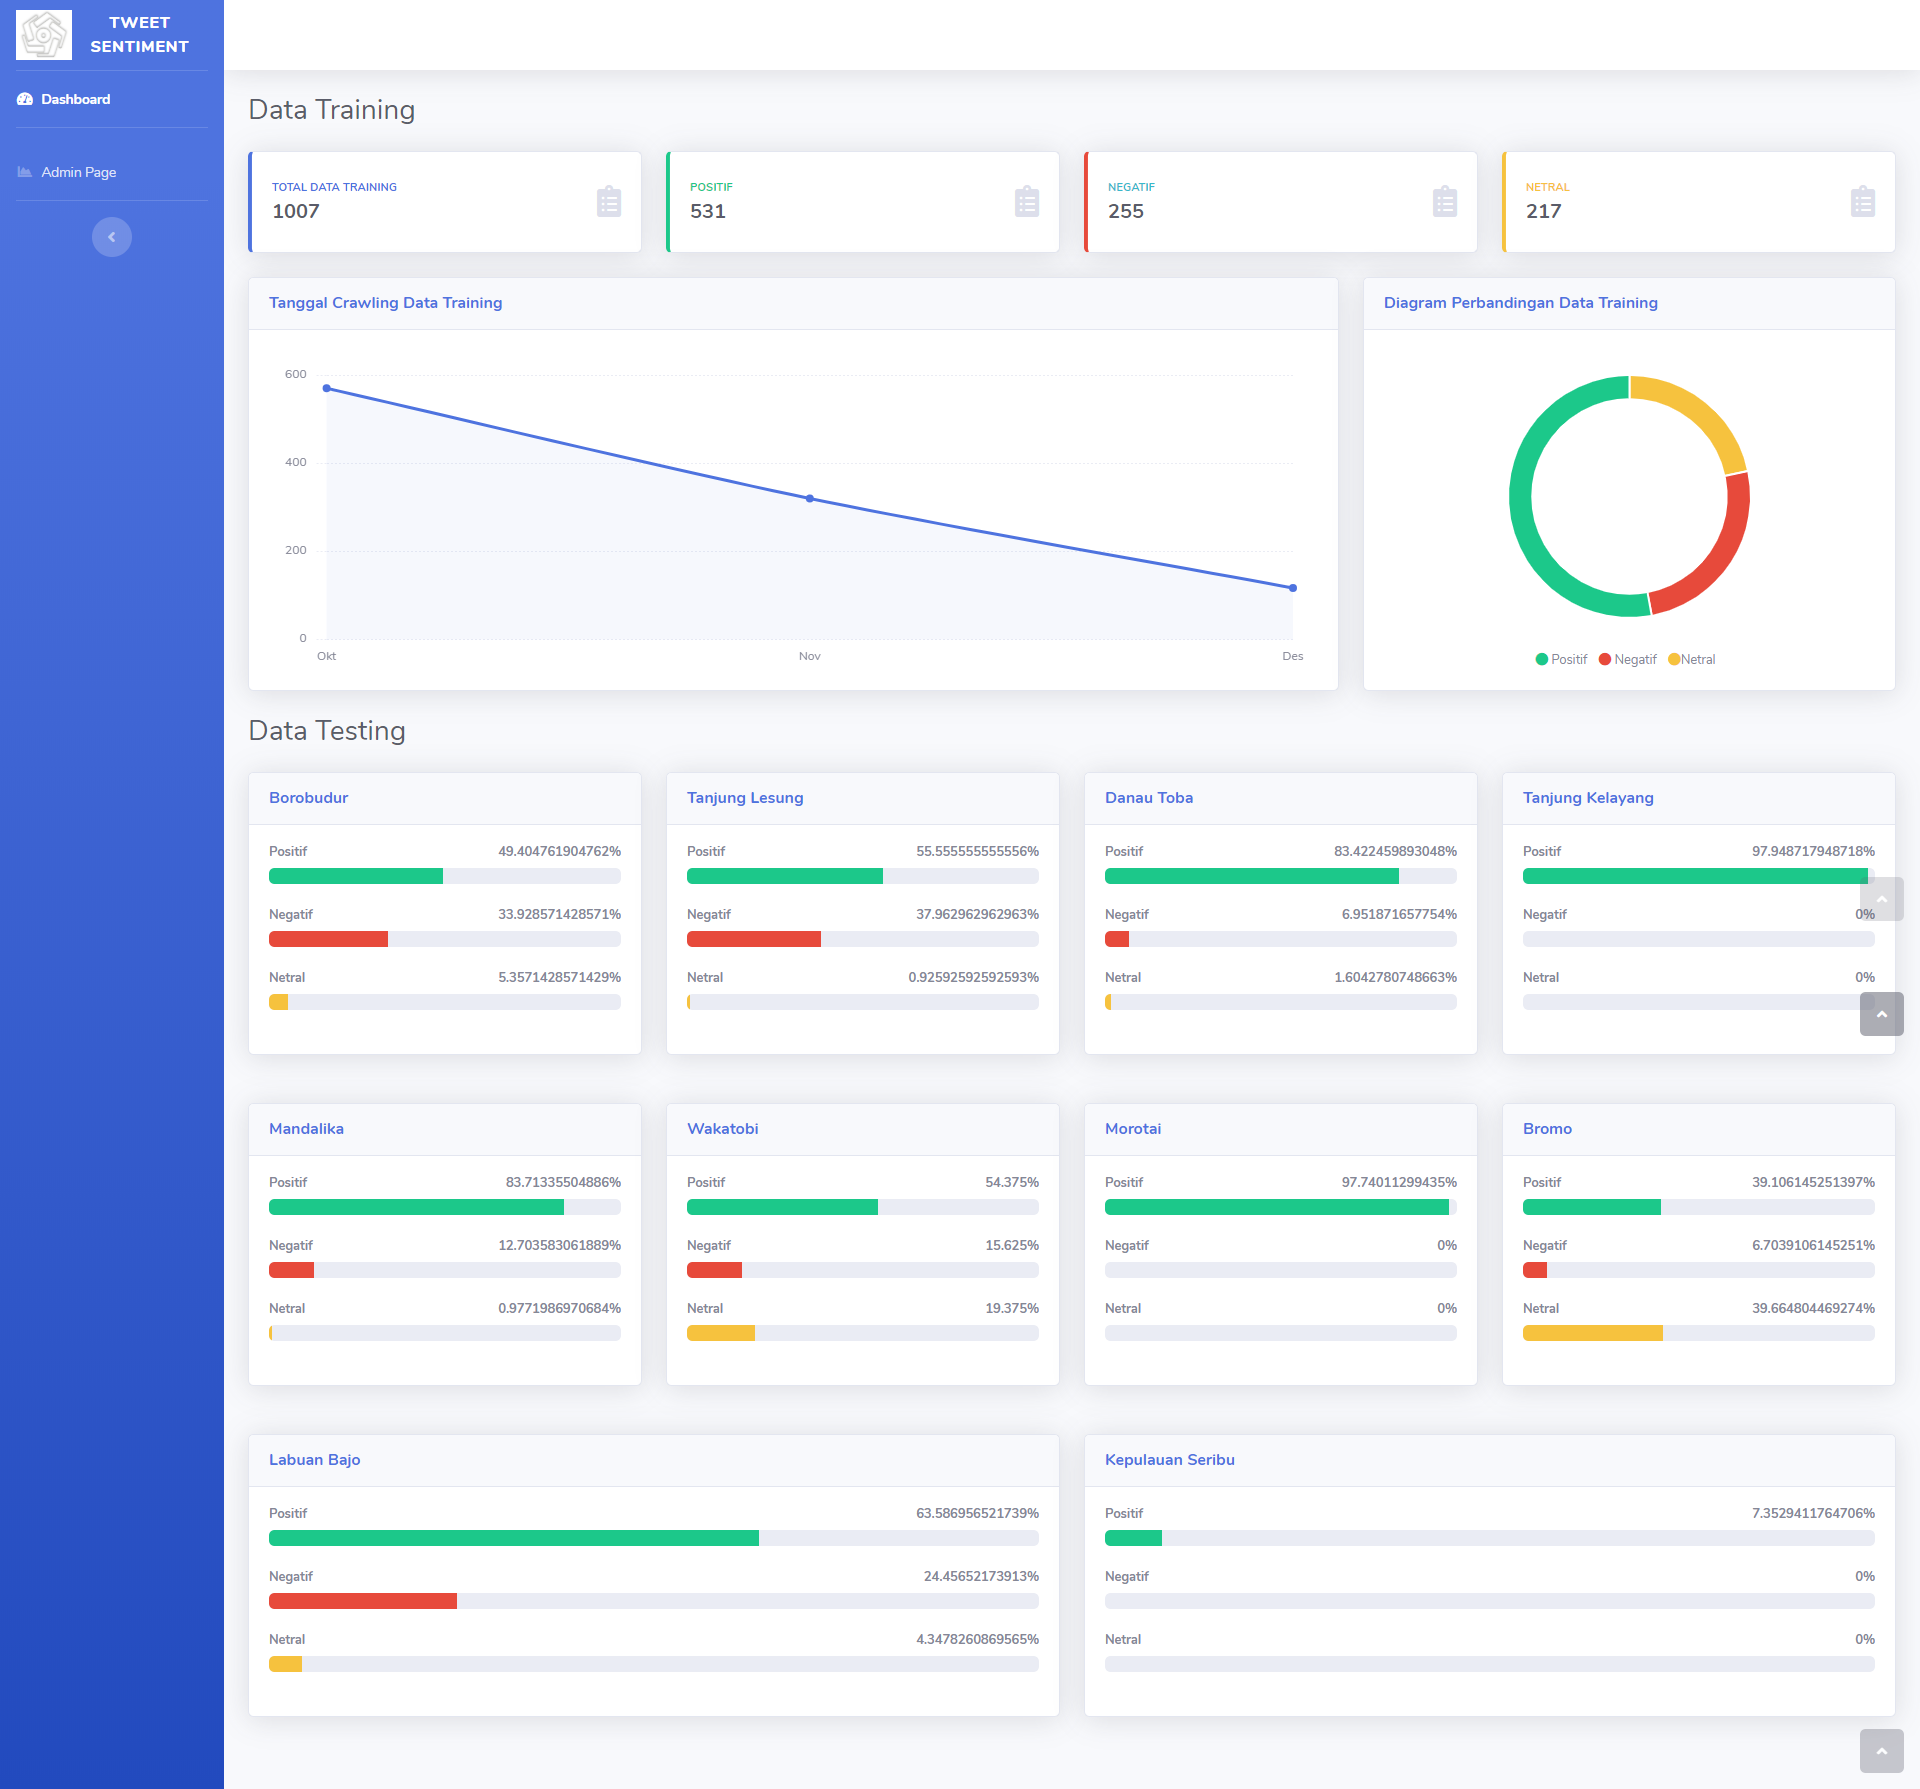 TWEET
SENTIMENT
Dashboard
Admin Page
Data Training
TOTAL DATA TRAINING
1007
POSITIF
531
NEGATIF
255
NETRAL
217
Tanggal Crawling Data Training
600
400
200
0
Okt
Nov
Des
Diagram Perbandingan Data Training
Positif Negatif Netral
Data Testing
Borobudur
Positif 49.404761904762%
Negatif 33.928571428571%
Netral 5.3571428571429%
Tanjung Lesung
Positif 55.555555555556%
Negatif 37.962962962963%
Netral 0.92592592592593%
Danau Toba
Positif 83.422459893048%
Negatif 6.951871657754%
Netral 1.6042780748663%
Tanjung Kelayang
Positif 97.948717948718%
Negatif 0%
Netral 0%
Mandalika
Positif 83.71335504886%
Negatif 12.703583061889%
Netral 0.9771986970684%
Wakatobi
Positif 54.375%
Negatif 15.625%
Netral 19.375%
Morotai
Positif 97.74011299435%
Negatif 0%
Netral 0%
Bromo
Positif 39.106145251397%
Negatif 6.7039106145251%
Netral 39.664804469274%
Labuan Bajo
Positif 63.586956521739%
Negatif 24.45652173913%
Netral 4.3478260869565%
Kepulauan Seribu
Positif 7.3529411764706%
Negatif 0%
Netral 0%